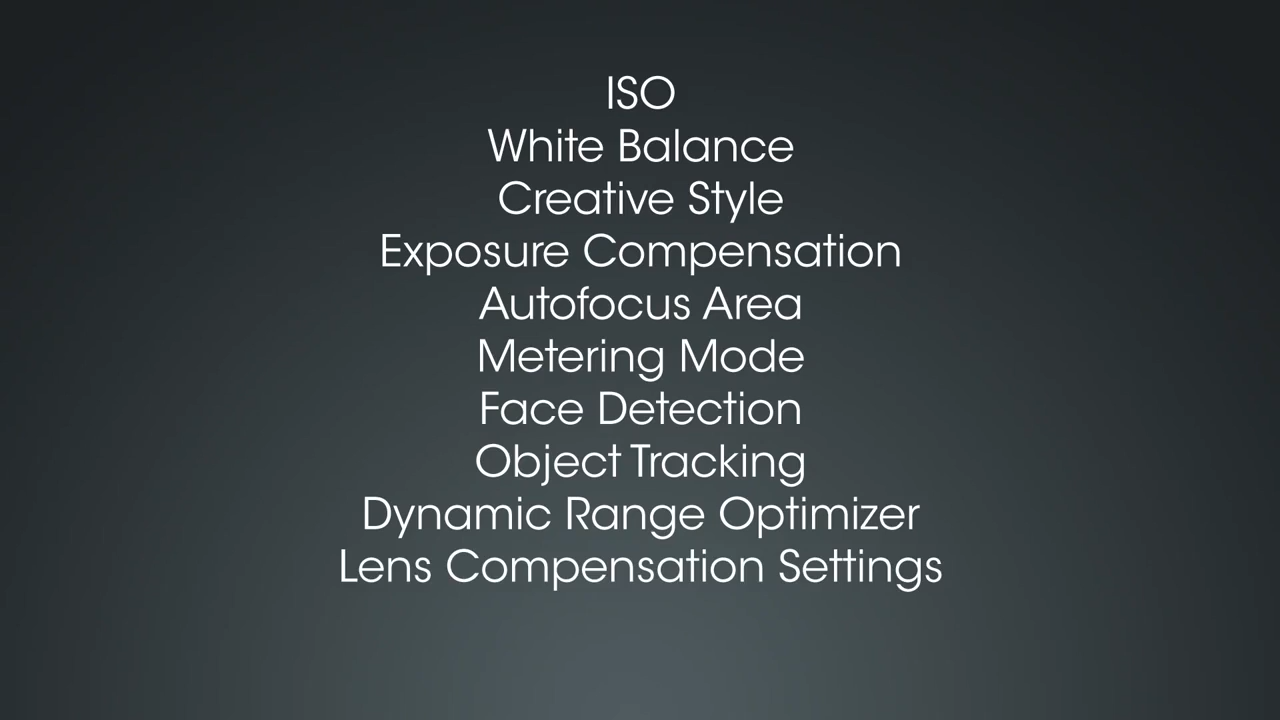 ISO
White Balance
Creative Style
Exposure Compensation
Autofocus Area
Metering Mode
Face Detection
Object Tracking
Dynamic Range Optimizer
Lens Compensation Settings